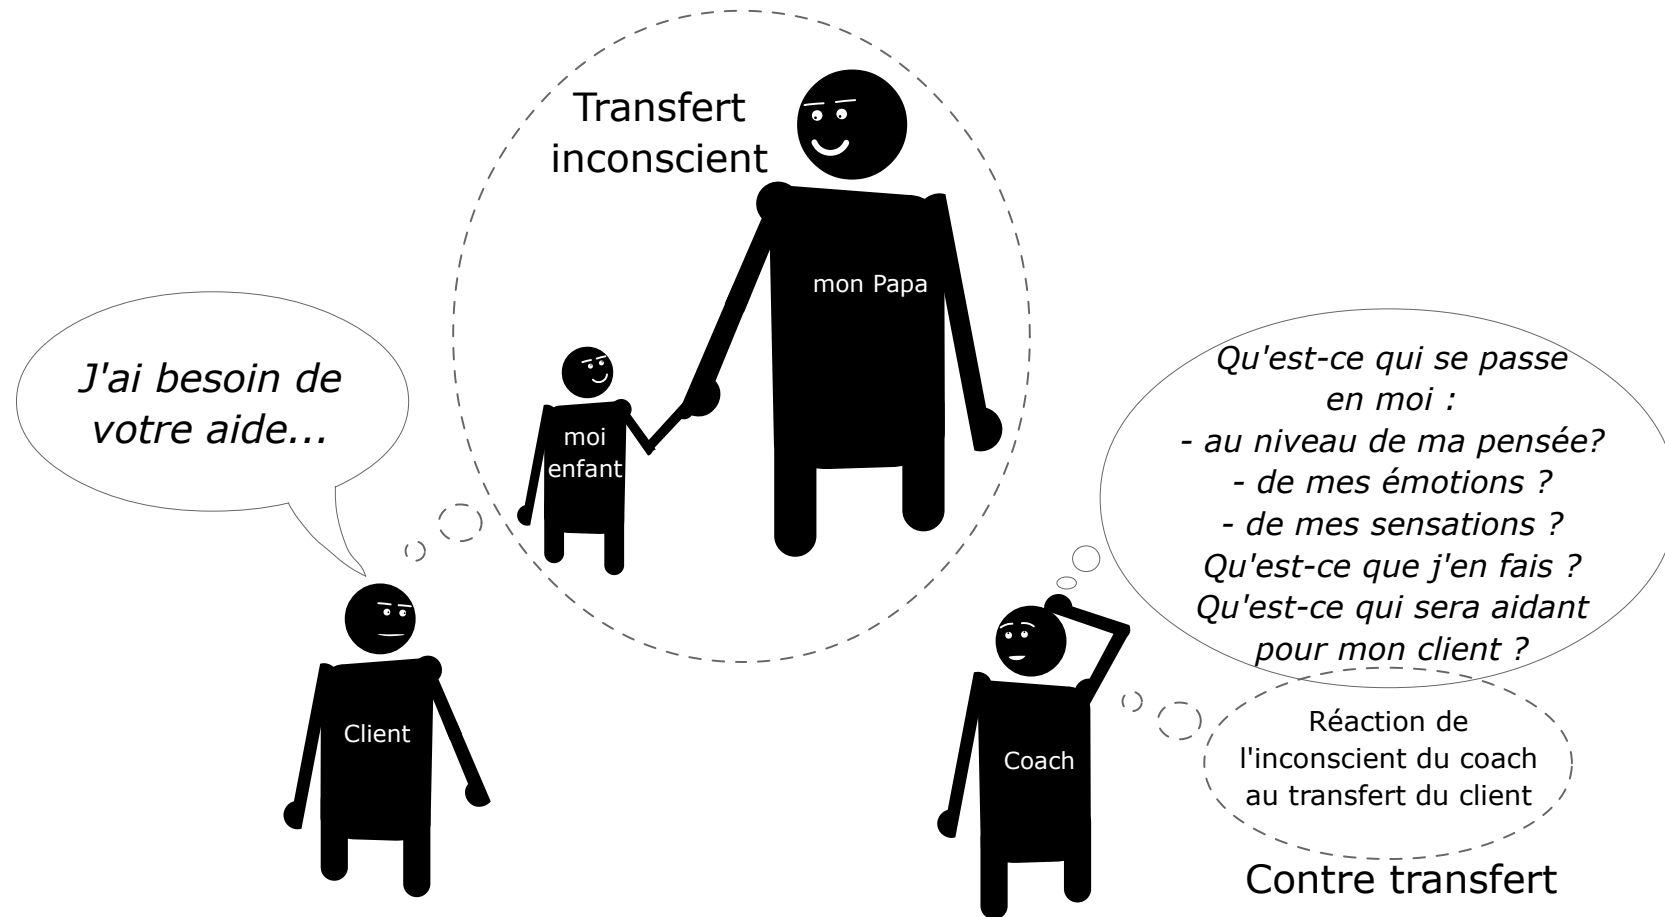 Transfert
inconscient
mon Papa
J'ai besoin de
votre aide...
moi
enfant
Client
Qu'est-ce qui se passe
en moi :
- au niveau de ma pensée?
- de mes émotions ?
- de mes sensations ?
Qu'est-ce que j'en fais ?
Qu'est-ce qui sera aidant
pour mon client ?
Coach
Réaction de
l'inconscient du coach
au transfert du client
Contre transfert